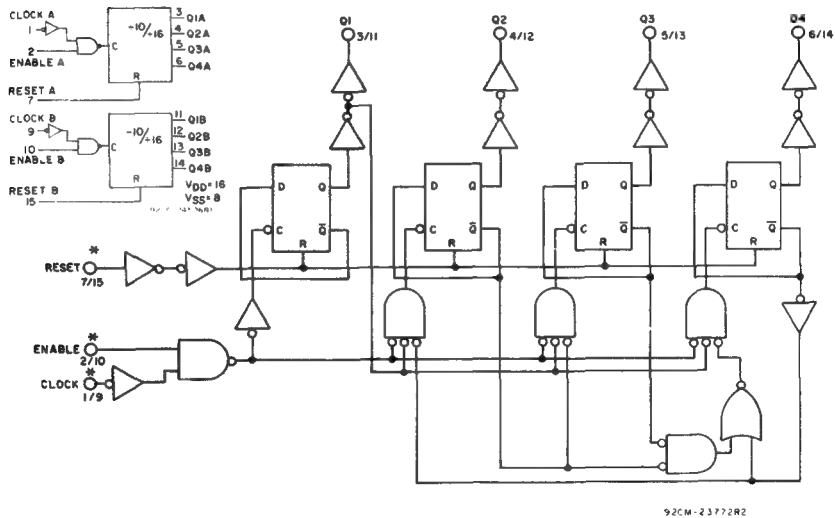 CLOCK A
1
2
ENABLE A
RESET A
7
÷10/÷16
C
R
3 Q1A
4 Q2A
5 Q3A
6 Q4A
CLOCK B
9
10
ENABLE B
RESET B
15
÷10/÷16
C
R
11 Q1B
12 Q2B
13 Q3B
14 Q4B
VDD=16
VSS=8
Q1
3/11
Q2
4/12
Q3
5/13
Q4
6/14
D Q
C Q̅
R
D Q
C Q̅
R
D Q
C Q̅
R
D Q
C Q̅
R
*
RESET
7/15
*
ENABLE
2/10
*
CLOCK
1/9
92CM-23772R2